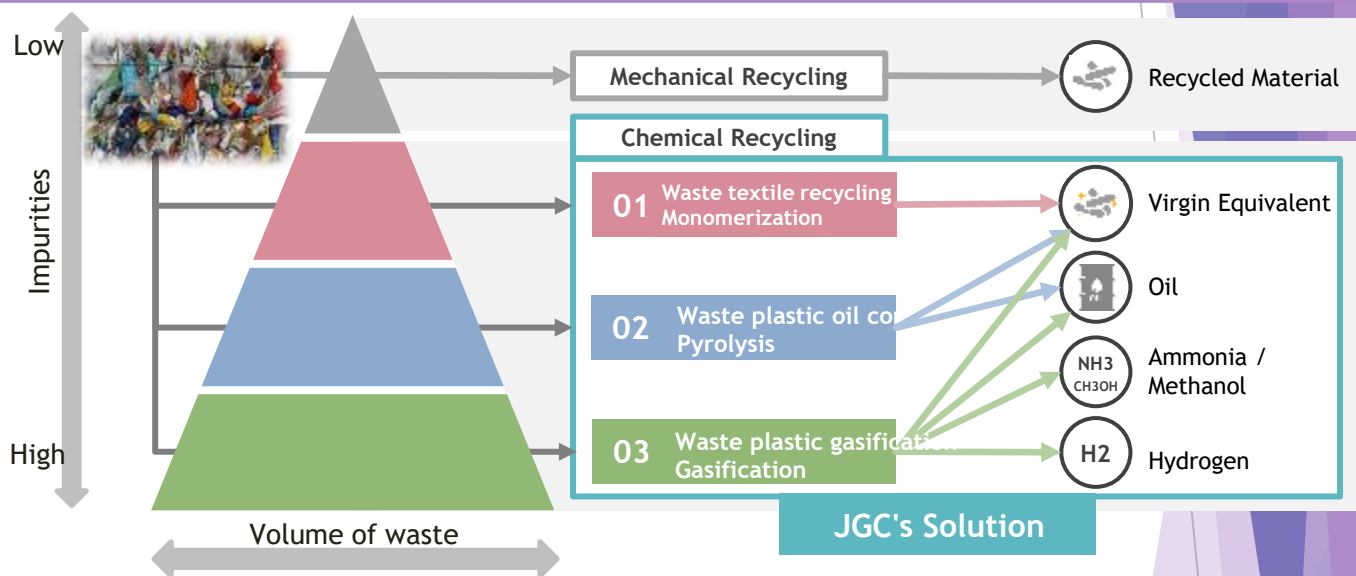 Low
Impurities
High
Volume of waste
Mechanical Recycling
Recycled Material
Chemical Recycling
01
Waste textile recycling
Monomerization
Virgin Equivalent
02
Waste plastic oil
Pyrolysis
Oil
NH3
CH3OH
Ammonia /
Methanol
03
Waste plastic gasification
Gasification
H2
Hydrogen
JGC's Solution